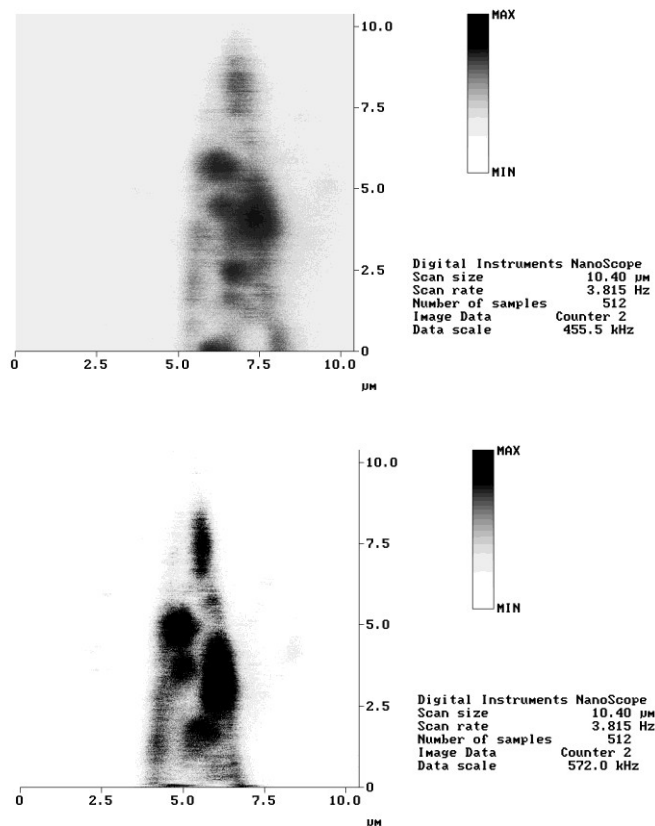 10.0
7.5
5.0
2.5
0
0 2.5 5.0 7.5 10.0
µm
MAX
MIN
Digital Instruments NanoScope
Scan size 10.40 µm
Scan rate 3.815 Hz
Number of samples 512
Image Data Counter 2
Data scale 455.5 kHz
10.0
7.5
5.0
2.5
0
0 2.5 5.0 7.5 10.0
µm
MAX
MIN
Digital Instruments NanoScope
Scan size 10.40 µm
Scan rate 3.815 Hz
Number of samples 512
Image Data Counter 2
Data scale 572.0 kHz